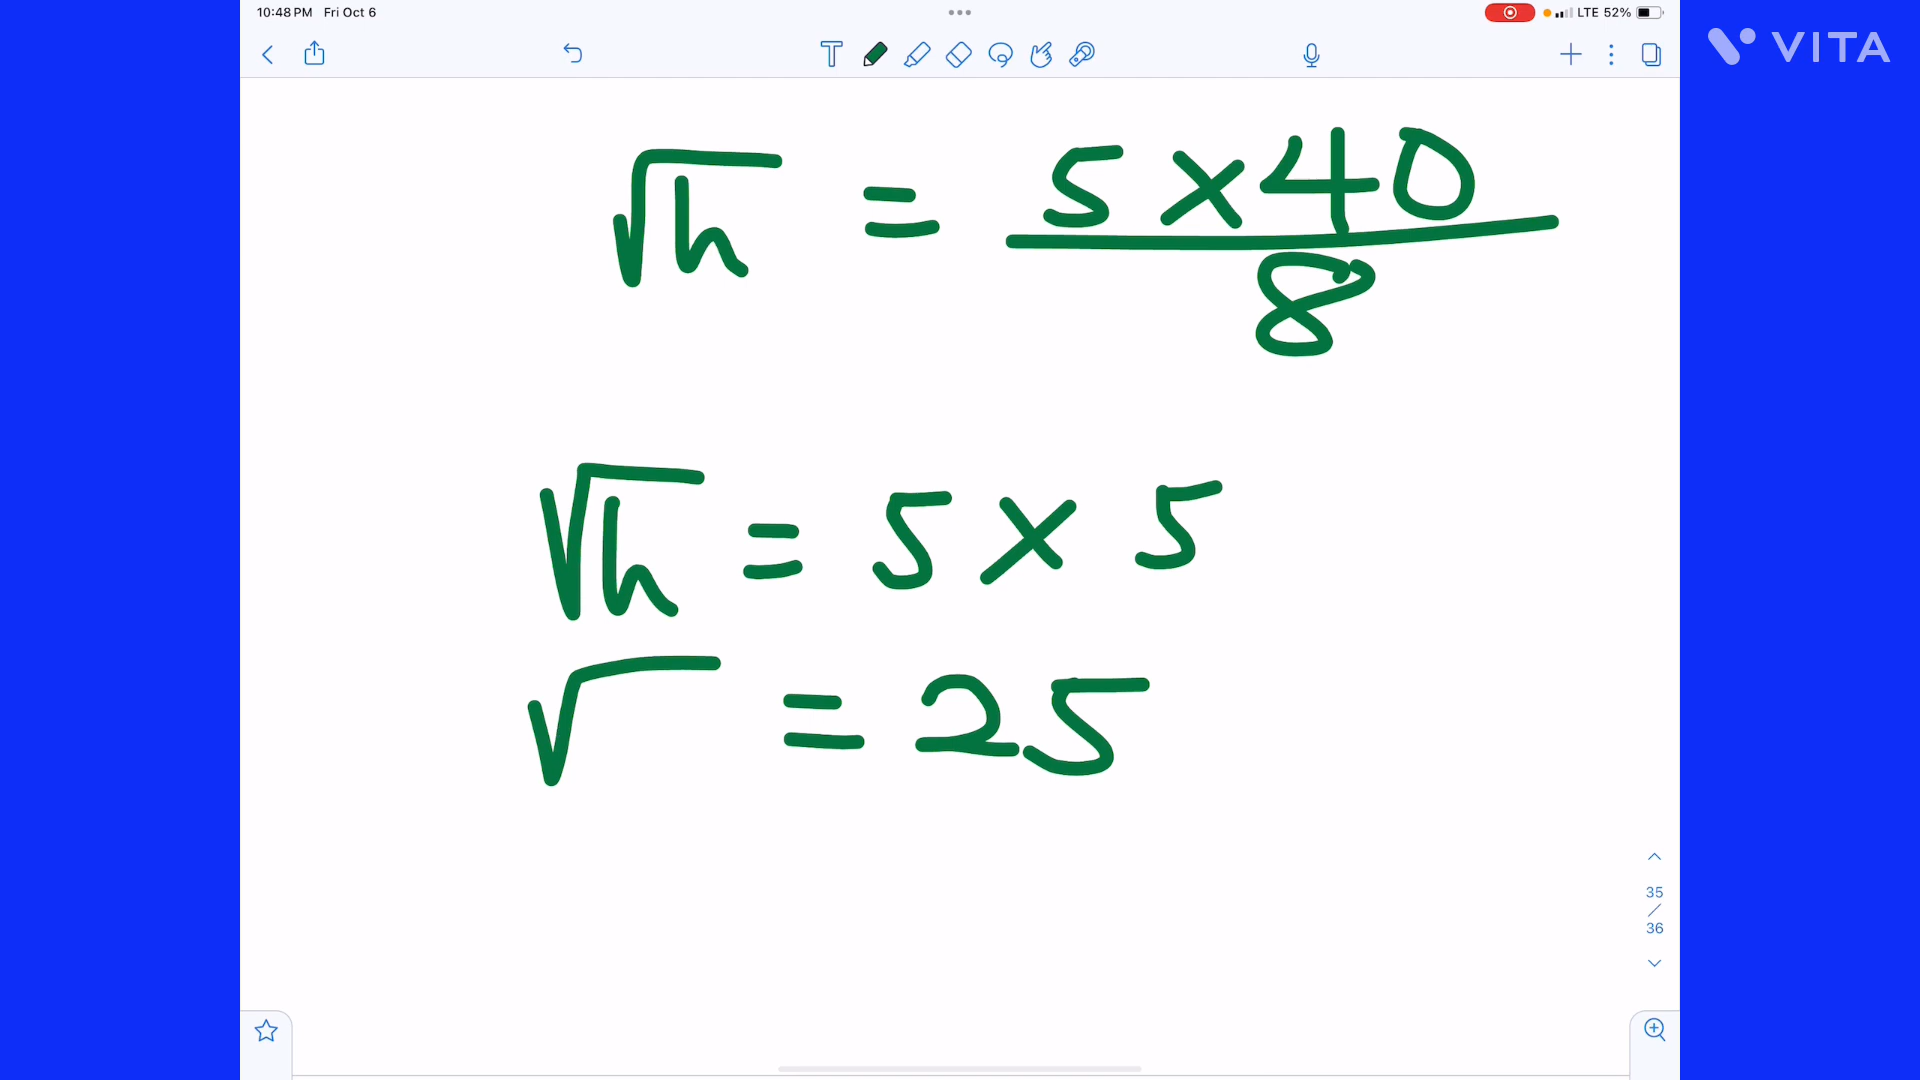 10:48 PM Fri Oct 6
LTE 52%
VITA
√h = 5 × 40
8
√h = 5 × 5
√ = 25
35
36